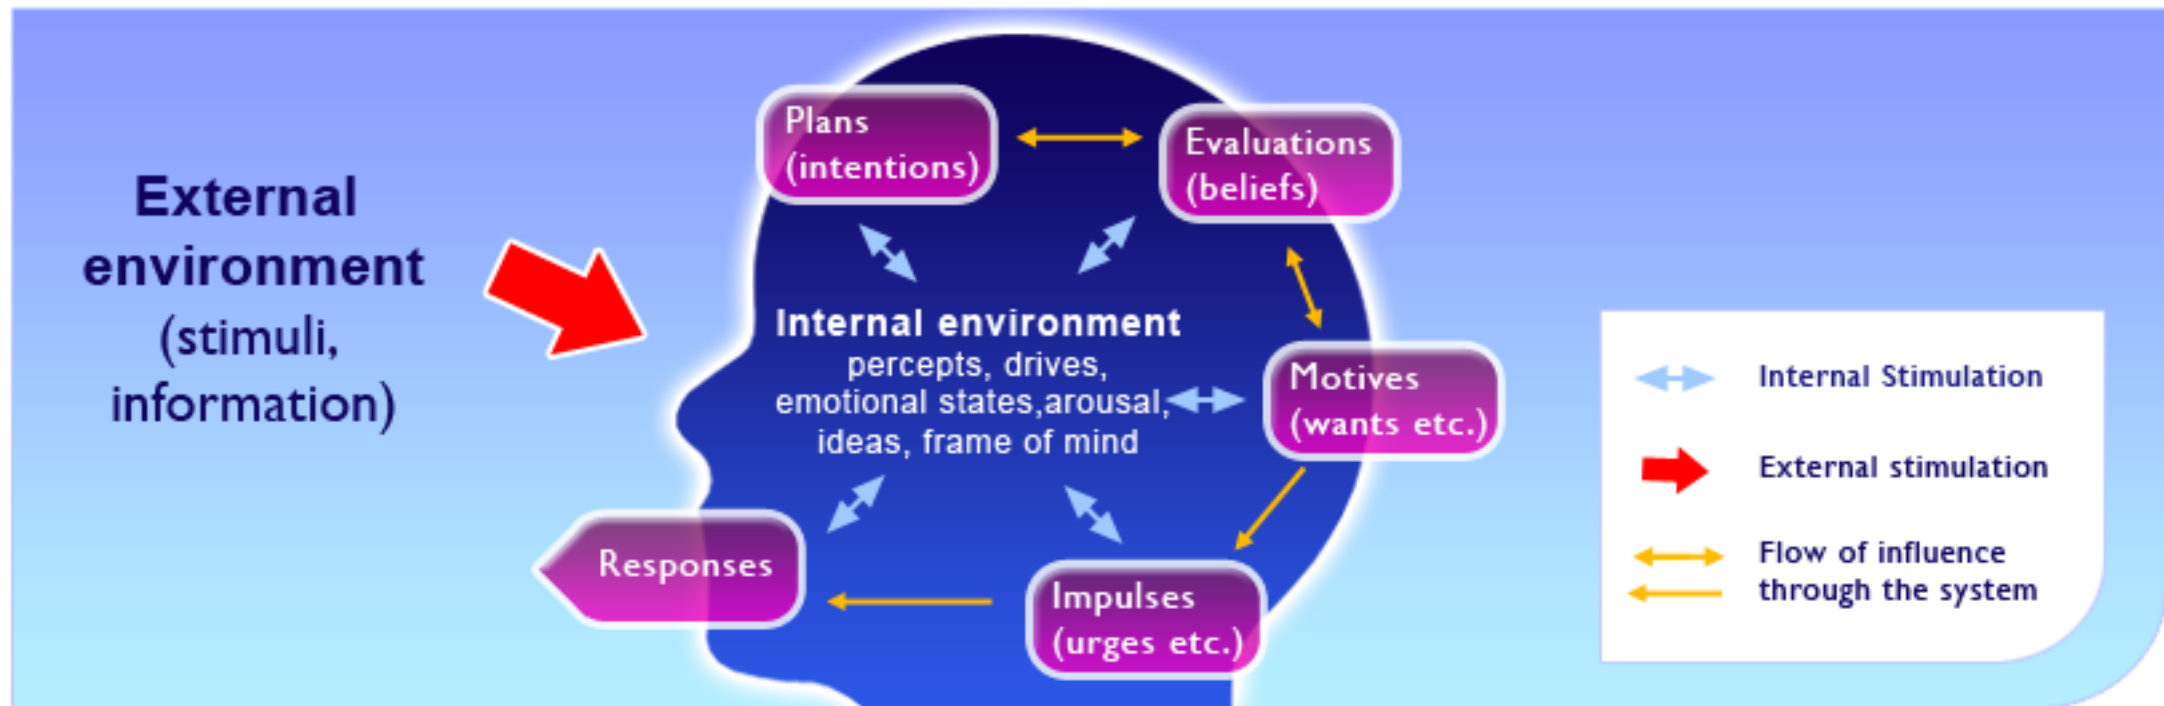 External
environment
(stimuli,
information)
Plans
(intentions)
Evaluations
(beliefs)
Internal environment
percepts, drives,
emotional states,arousal,
ideas, frame of mind
Motives
(wants etc.)
Responses
Impulses
(urges etc.)
Internal Stimulation
External stimulation
Flow of influence
through the system